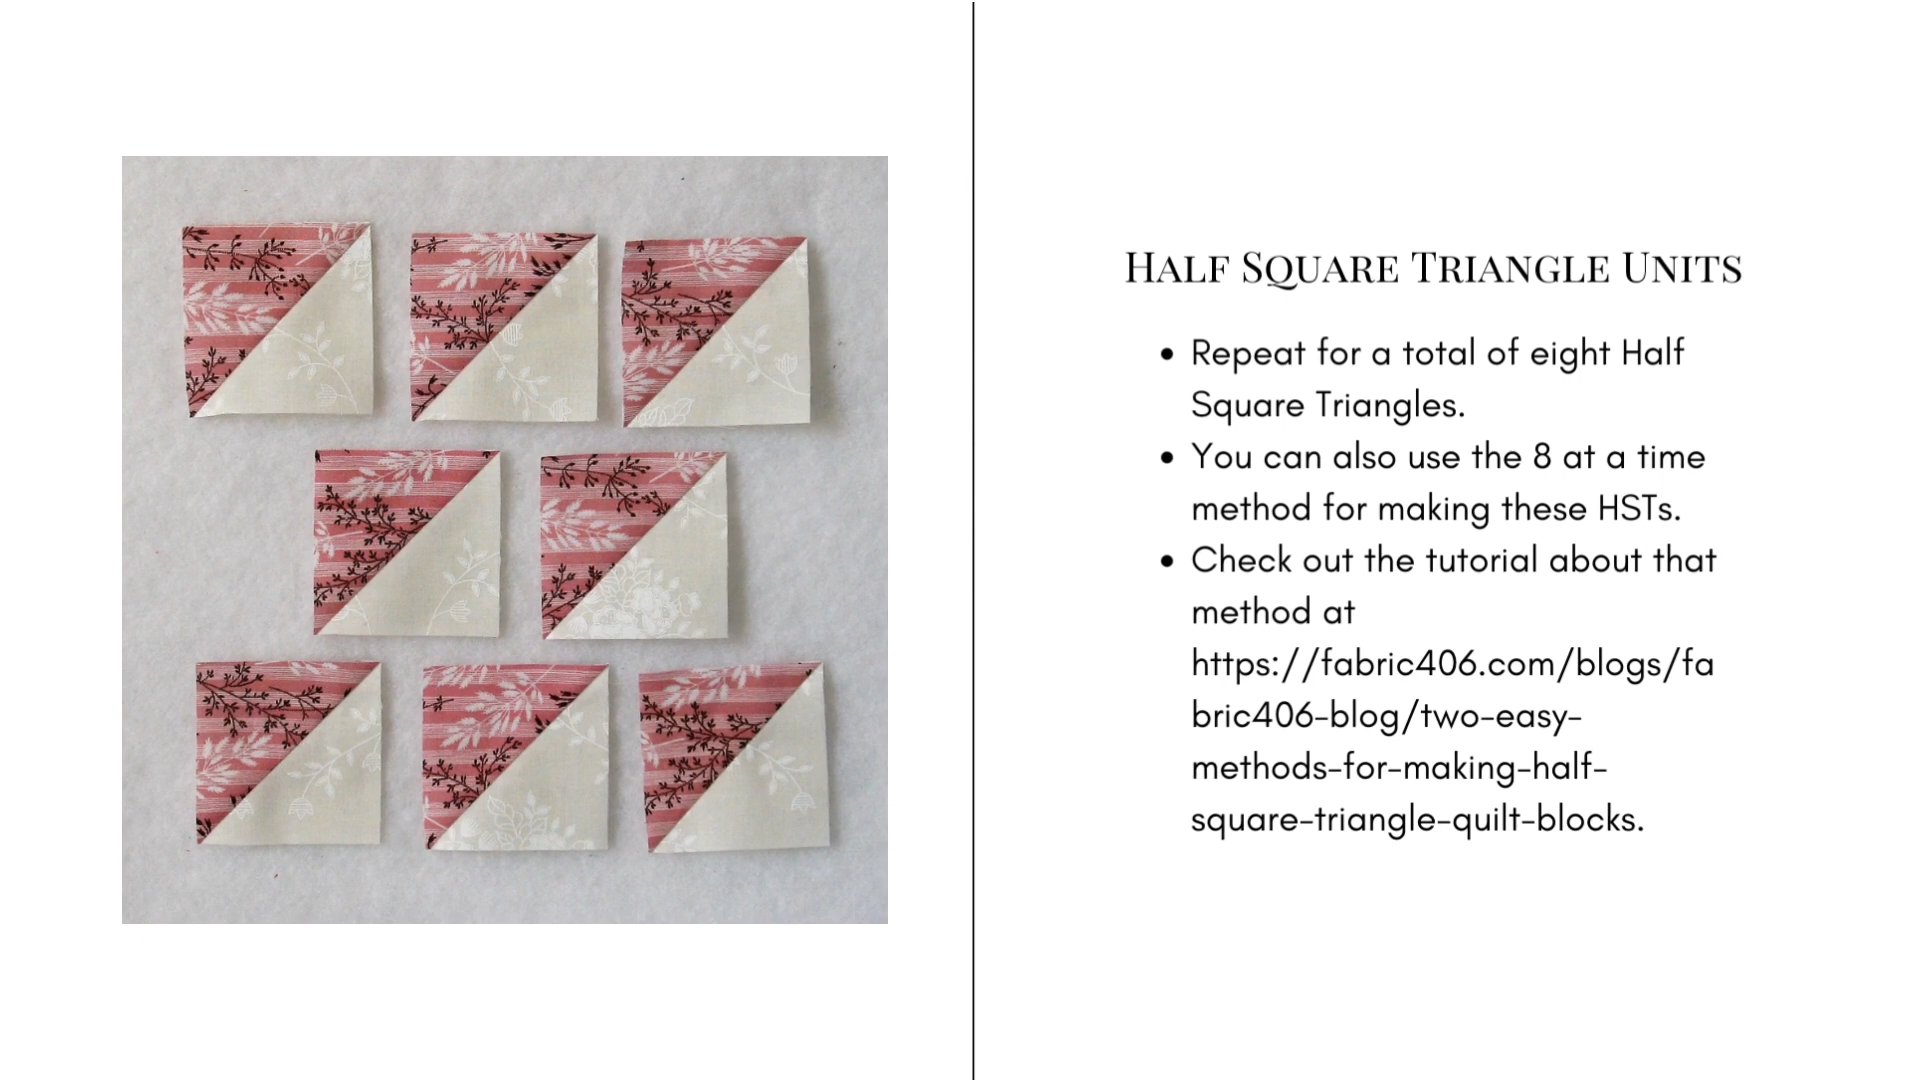 Half Square Triangle Units
• Repeat for a total of eight Half
Square Triangles.
• You can also use the 8 at a time
method for making these HSTs.
• Check out the tutorial about that
method at
https://fabric406.com/blogs/fa
bric406-blog/two-easy-
methods-for-making-half-
square-triangle-quilt-blocks.